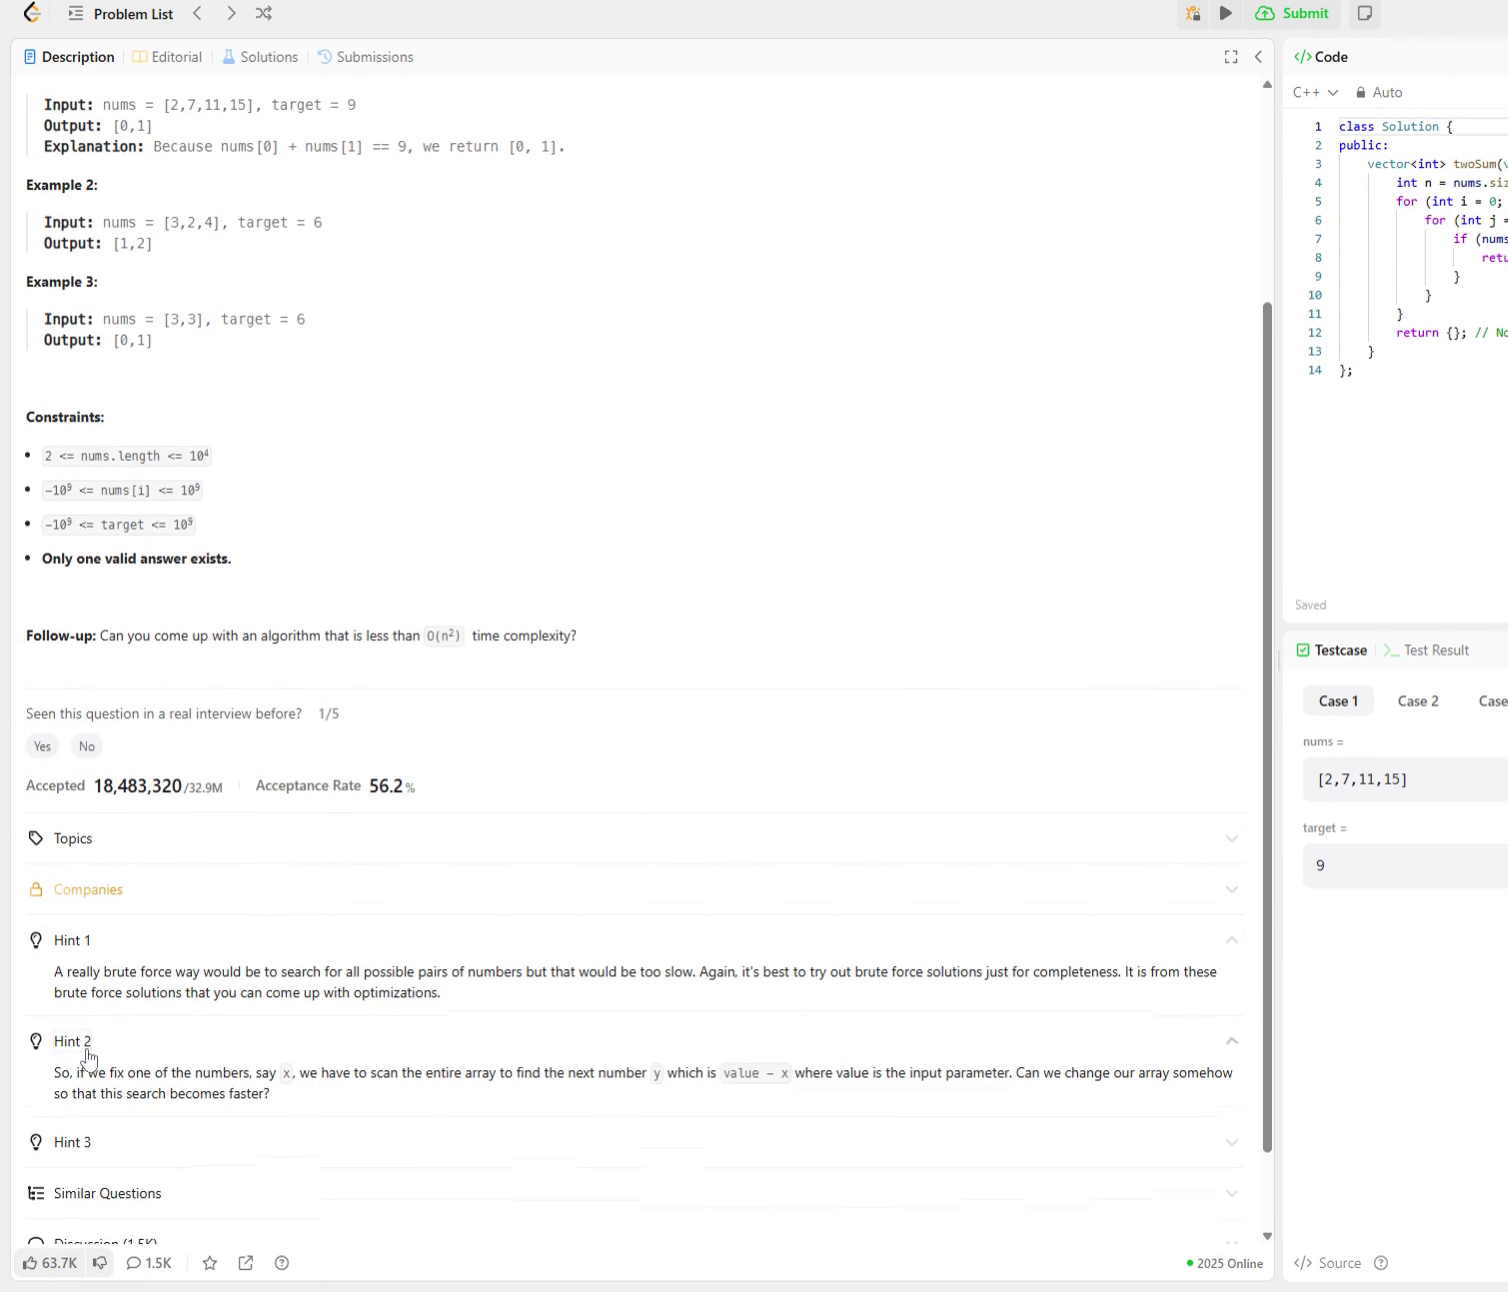 Problem List
Submit
Description
Editorial
Solutions
Submissions
Input: nums = [2,7,11,15], target = 9
Output: [0,1]
Explanation: Because nums[0] + nums[1] == 9, we return [0, 1].
Example 2:
Input: nums = [3,2,4], target = 6
Output: [1,2]
Example 3:
Input: nums = [3,3], target = 6
Output: [0,1]
Constraints:
• 2 <= nums.length <= 10⁴
• -10⁹ <= nums[i] <= 10⁹
• -10⁹ <= target <= 10⁹
• Only one valid answer exists.
Follow-up: Can you come up with an algorithm that is less than O(n²) time complexity?
Seen this question in a real interview before? 1/5
Yes No
Accepted 18,483,320/32.9M Acceptance Rate 56.2%
Topics
Companies
Hint 1
A really brute force way would be to search for all possible pairs of numbers but that would be too slow. Again, it's best to try out brute force solutions just for completeness. It is from these
brute force solutions that you can come up with optimizations.
Hint 2
So, if we fix one of the numbers, say x, we have to scan the entire array to find the next number y which is value - x where value is the input parameter. Can we change our array somehow
so that this search becomes faster?
Hint 3
Similar Questions
Discussion (1.5K)
63.7K 1.5K
2025 Online
</> Code
C++ Auto
1 class Solution {
2 public:
3 vector<int> twoSum(
4 int n = nums.siz
5 for (int i = 0;
6 for (int j =
7 if (nums
8 retu
9 }
10 }
11 }
12 return {}; // No
13 }
14 };
Saved
Testcase
Test Result
Case 1 Case 2 Case
nums =
[2,7,11,15]
target =
9
</> Source